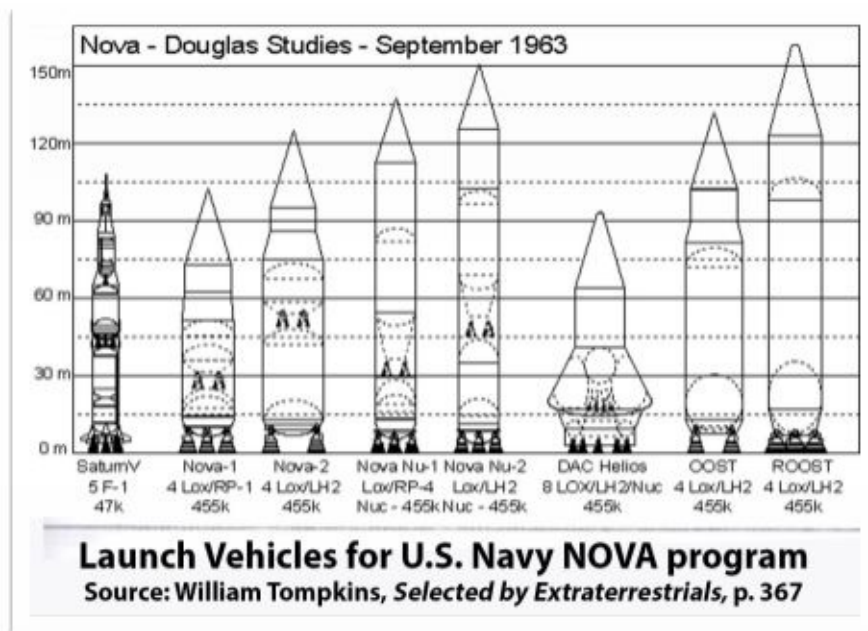 Nova - Douglas Studies - September 1963
150m
120m
90 m
60 m
30 m
0 m
SaturnV Nova-1 Nova-2 Nova Nu-1 Nova Nu-2 DAC Helios OOST ROOST
5 F-1 4 Lox/RP-1 4 Lox/LH2 Lox/RP-4 Lox/LH2 8 LOX/LH2/Nuc 4 Lox/LH2 4 Lox/LH2
47k 455k 455k Nuc - 455k Nuc - 455k 455k 455k 455k
Launch Vehicles for U.S. Navy NOVA program
Source: William Tompkins, Selected by Extraterrestrials, p. 367